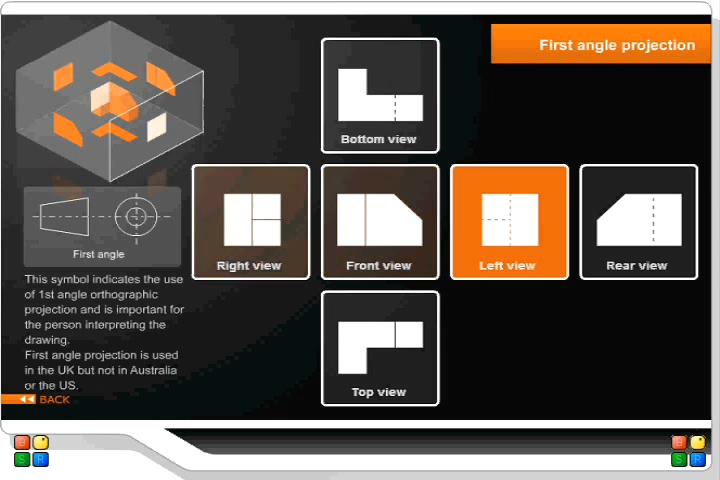 First angle projection
Bottom view
Right view
Front view
Left view
Rear view
First angle
This symbol indicates the use
of 1st angle orthographic
projection and is important for
the person interpreting the
drawing.
First angle projection is used
in the UK but not in Australia
or the US.
Top view
BACK